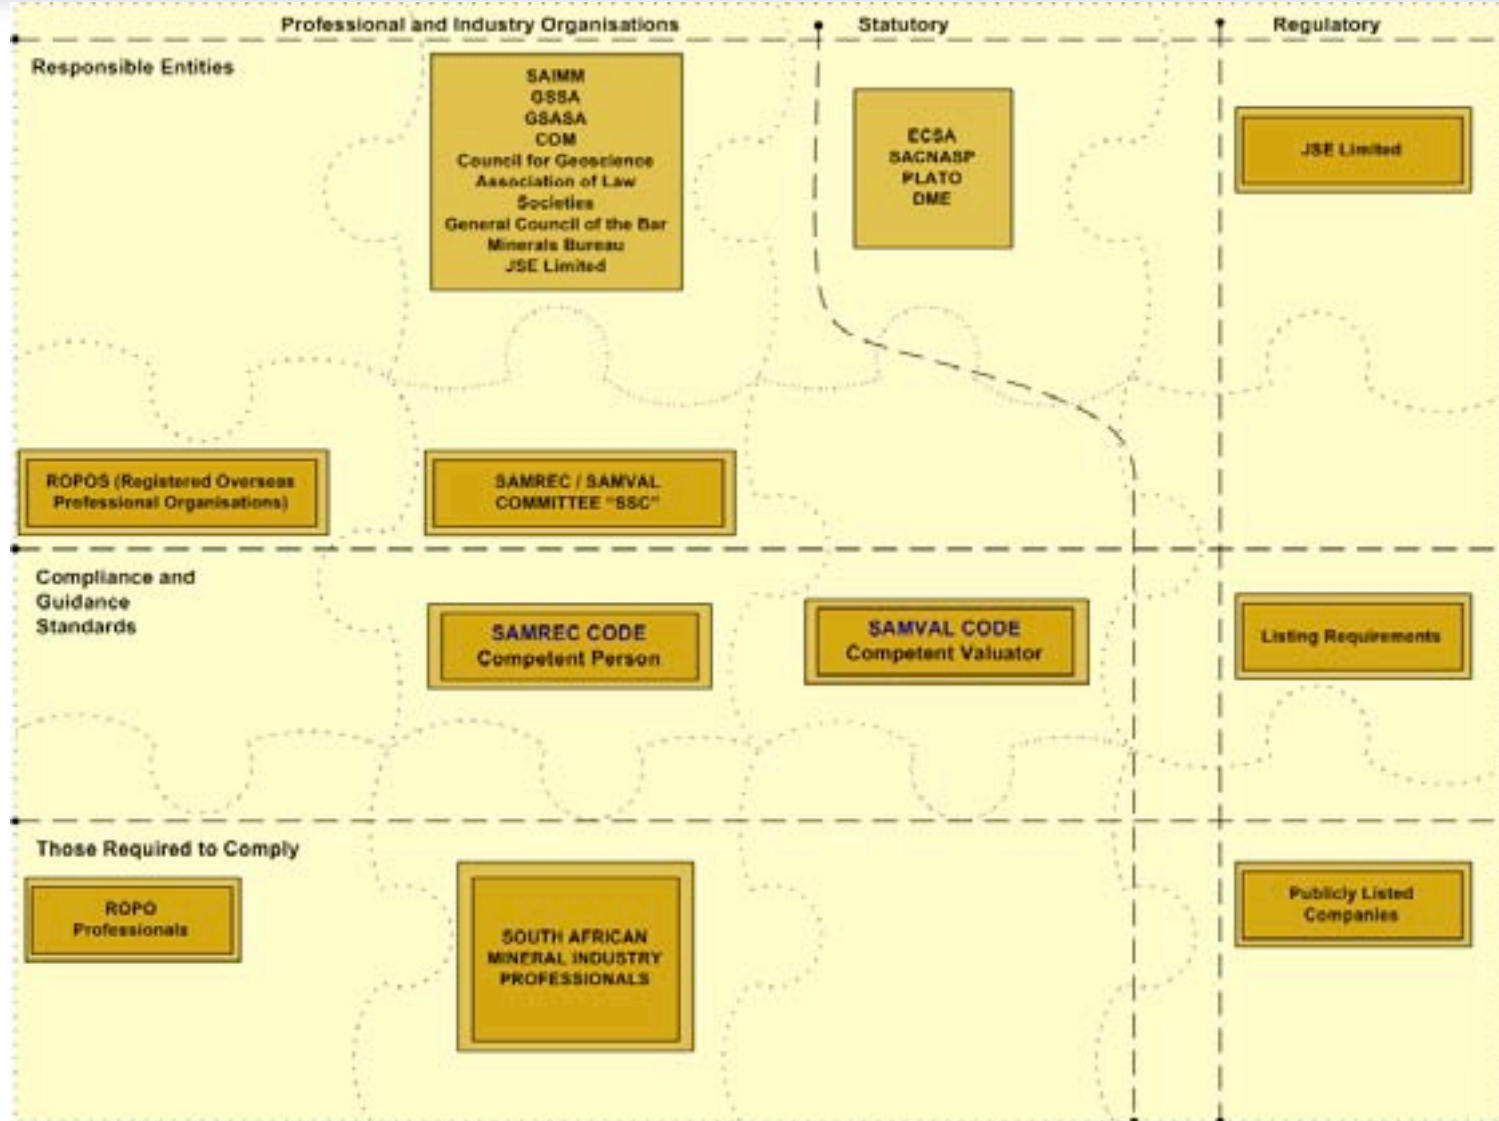 Professional and Industry Organisations
Statutory
Regulatory
Responsible Entities
SAIMM
GSSA
GSASA
COM
Council for Geoscience
Association of Law
Societies
General Council of the Bar
Minerals Bureau
JSE Limited
ECSA
SACNASP
PLATO
DME
JSE Limited
ROPOS (Registered Overseas
Professional Organisations)
SAMREC / SAMVAL
COMMITTEE "SSC"
Compliance and
Guidance
Standards
SAMREC CODE
Competent Person
SAMVAL CODE
Competent Valuator
Listing Requirements
Those Required to Comply
ROPO
Professionals
SOUTH AFRICAN
MINERAL INDUSTRY
PROFESSIONALS
Publicly Listed
Companies